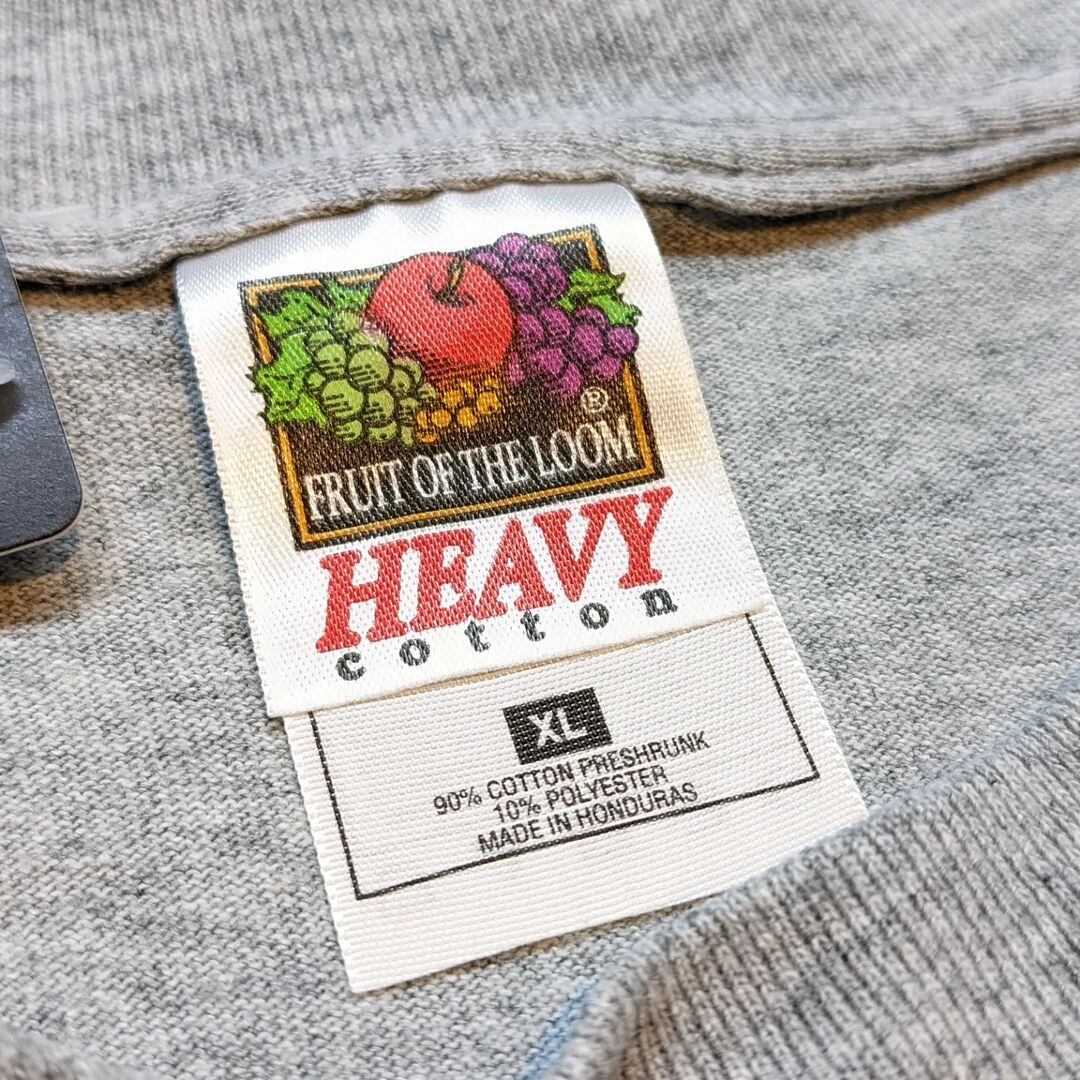 ®
FRUIT OF THE LOOM
HEAVY
cotton
XL
90% COTTON PRESHRUNK
10% POLYESTER
MADE IN HONDURAS